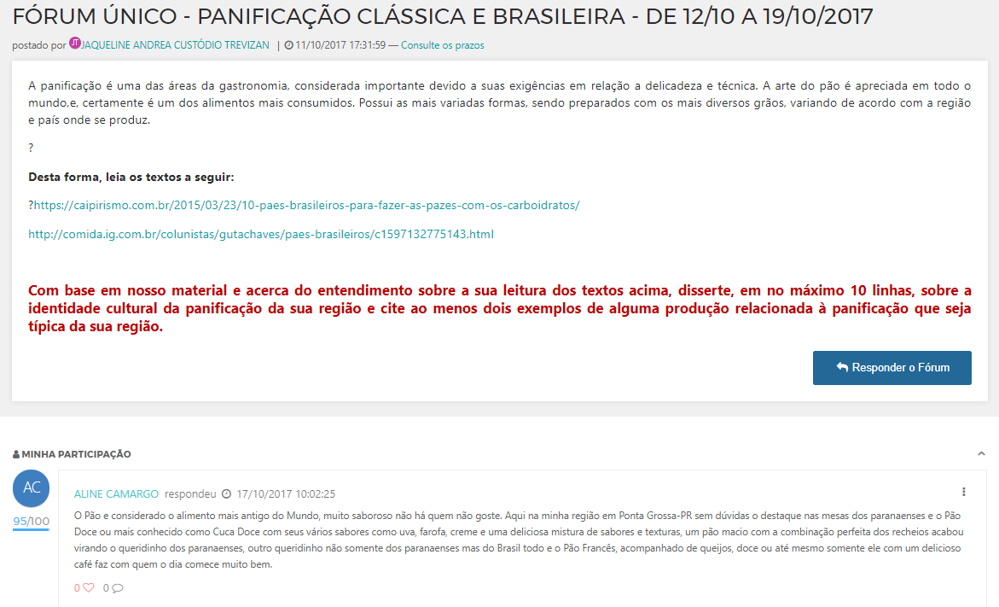 FÓRUM ÚNICO - PANIFICAÇÃO CLÁSSICA E BRASILEIRA - DE 12/10 A 19/10/2017
postado por JT JAQUELINE ANDREA CUSTÓDIO TREVIZAN | 11/10/2017 17:31:59 — Consulte os prazos
A panificação é uma das áreas da gastronomia, considerada importante devido a suas exigências em relação a delicadeza e técnica. A arte do pão é apreciada em todo o
mundo,e, certamente é um dos alimentos mais consumidos. Possui as mais variadas formas, sendo preparados com os mais diversos grãos, variando de acordo com a região
e país onde se produz.
?
Desta forma, leia os textos a seguir:
?https://caipirismo.com.br/2015/03/23/10-paes-brasileiros-para-fazer-as-pazes-com-os-carboidratos/
http://comida.ig.com.br/colunistas/gutachaves/paes-brasileiros/c1597132775143.html
Com base em nosso material e acerca do entendimento sobre a sua leitura dos textos acima, disserte, em no máximo 10 linhas, sobre a
identidade cultural da panificação da sua região e cite ao menos dois exemplos de alguma produção relacionada à panificação que seja
típica da sua região.
Responder o Fórum
MINHA PARTICIPAÇÃO
AC
95/100
ALINE CAMARGO respondeu 17/10/2017 10:02:25
O Pão e considerado o alimento mais antigo do Mundo, muito saboroso não há quem não goste. Aqui na minha região em Ponta Grossa-PR sem dúvidas o destaque nas mesas dos paranaenses e o Pão
Doce ou mais conhecido como Cuca Doce com seus vários sabores como uva, farofa, creme e uma deliciosa mistura de sabores e texturas, um pão macio com a combinação perfeita dos recheios acabou
virando o queridinho dos paranaenses, outro queridinho não somente dos paranaenses mas do Brasil todo e o Pão Francês, acompanhado de queijos, doce ou até mesmo somente ele com um delicioso
café faz com quem o dia comece muito bem.
0 0